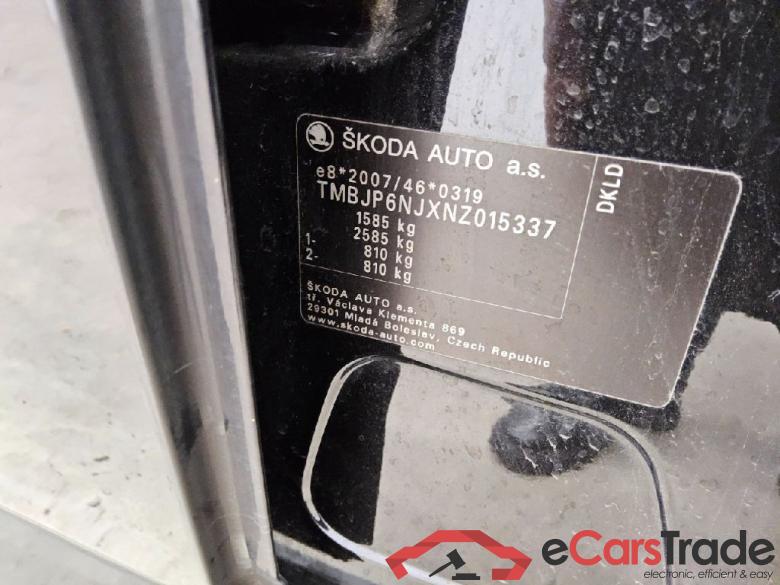 ŠKODA AUTO a.s.
e8*2007/46*0319
TMBJP6NJXNZ015337
1585 kg
2585 kg
1- 810 kg
2- 810 kg
DKLD
ŠKODA AUTO a.s.
tř. Václava Klementa 869
29301 Mladá Boleslav, Czech Republic
www.skoda-auto.com
eCarsTrade
electronic, efficient & easy